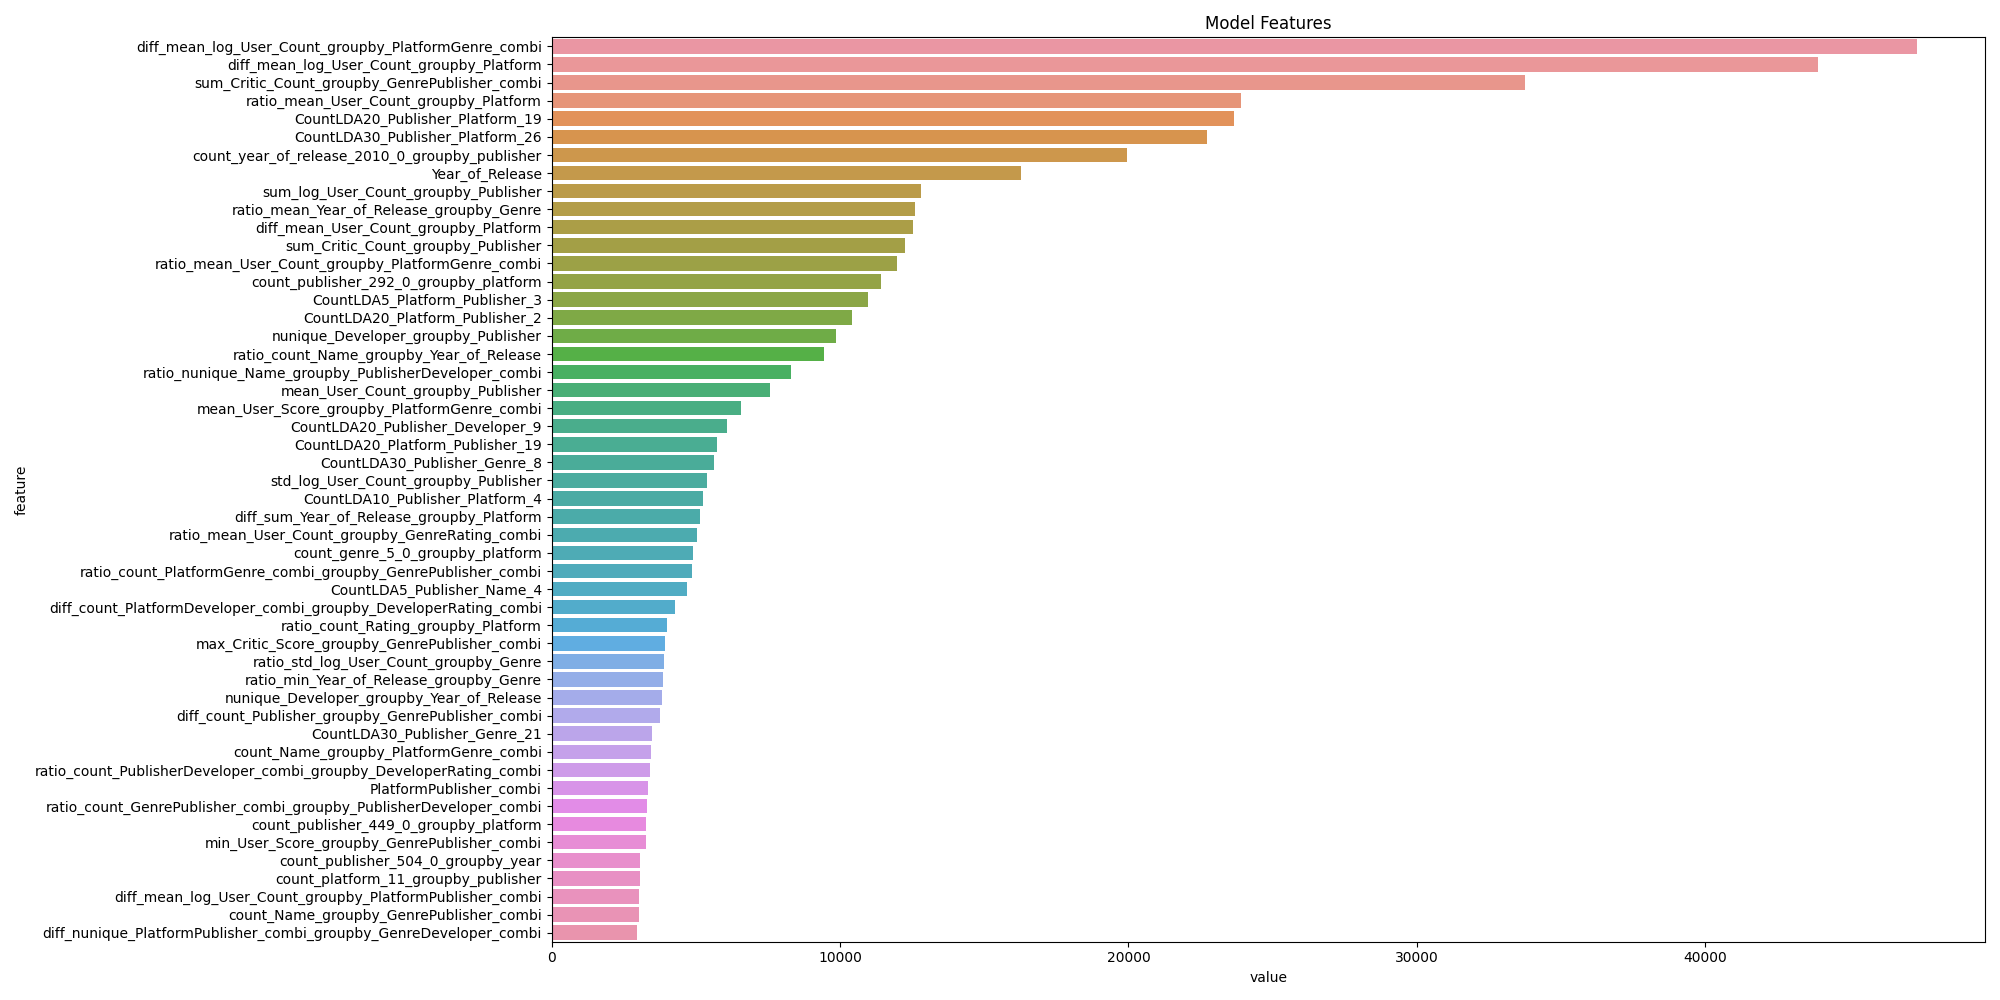 Model Features
diff_mean_log_User_Count_groupby_PlatformGenre_combi
diff_mean_log_User_Count_groupby_Platform
sum_Critic_Count_groupby_GenrePublisher_combi
ratio_mean_User_Count_groupby_Platform
CountLDA20_Publisher_Platform_19
CountLDA30_Publisher_Platform_26
count_year_of_release_2010_0_groupby_publisher
Year_of_Release
sum_log_User_Count_groupby_Publisher
ratio_mean_Year_of_Release_groupby_Genre
diff_mean_User_Count_groupby_Platform
sum_Critic_Count_groupby_Publisher
ratio_mean_User_Count_groupby_PlatformGenre_combi
count_publisher_292_0_groupby_platform
CountLDA5_Platform_Publisher_3
CountLDA20_Platform_Publisher_2
nunique_Developer_groupby_Publisher
ratio_count_Name_groupby_Year_of_Release
ratio_nunique_Name_groupby_PublisherDeveloper_combi
mean_User_Count_groupby_Publisher
mean_User_Score_groupby_PlatformGenre_combi
CountLDA20_Publisher_Developer_9
CountLDA20_Platform_Publisher_19
CountLDA30_Publisher_Genre_8
std_log_User_Count_groupby_Publisher
CountLDA10_Publisher_Platform_4
diff_sum_Year_of_Release_groupby_Platform
ratio_mean_User_Count_groupby_GenreRating_combi
count_genre_5_0_groupby_platform
ratio_count_PlatformGenre_combi_groupby_GenrePublisher_combi
CountLDA5_Publisher_Name_4
diff_count_PlatformDeveloper_combi_groupby_DeveloperRating_combi
ratio_count_Rating_groupby_Platform
max_Critic_Score_groupby_GenrePublisher_combi
ratio_std_log_User_Count_groupby_Genre
ratio_min_Year_of_Release_groupby_Genre
nunique_Developer_groupby_Year_of_Release
diff_count_Publisher_groupby_GenrePublisher_combi
CountLDA30_Publisher_Genre_21
count_Name_groupby_PlatformGenre_combi
ratio_count_PublisherDeveloper_combi_groupby_DeveloperRating_combi
PlatformPublisher_combi
ratio_count_GenrePublisher_combi_groupby_PublisherDeveloper_combi
count_publisher_449_0_groupby_platform
min_User_Score_groupby_GenrePublisher_combi
count_publisher_504_0_groupby_year
count_platform_11_groupby_publisher
diff_mean_log_User_Count_groupby_PlatformPublisher_combi
count_Name_groupby_GenrePublisher_combi
diff_nunique_PlatformPublisher_combi_groupby_GenreDeveloper_combi
feature
0 10000 20000 30000 40000
value